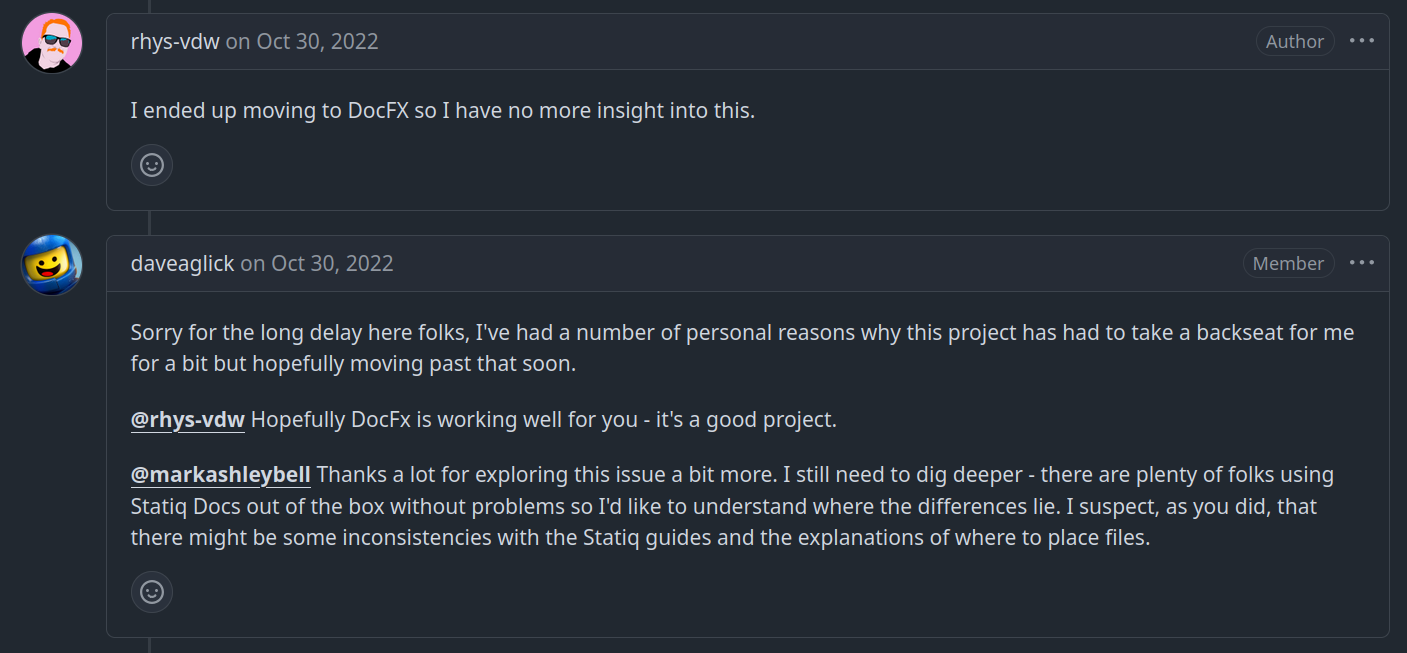 rhys-vdw on Oct 30, 2022
Author
I ended up moving to DocFX so I have no more insight into this.
daveaglick on Oct 30, 2022
Member
Sorry for the long delay here folks, I've had a number of personal reasons why this project has had to take a backseat for me
for a bit but hopefully moving past that soon.
@rhys-vdw Hopefully DocFx is working well for you - it's a good project.
@markashleybell Thanks a lot for exploring this issue a bit more. I still need to dig deeper - there are plenty of folks using
Statiq Docs out of the box without problems so I'd like to understand where the differences lie. I suspect, as you did, that
there might be some inconsistencies with the Statiq guides and the explanations of where to place files.